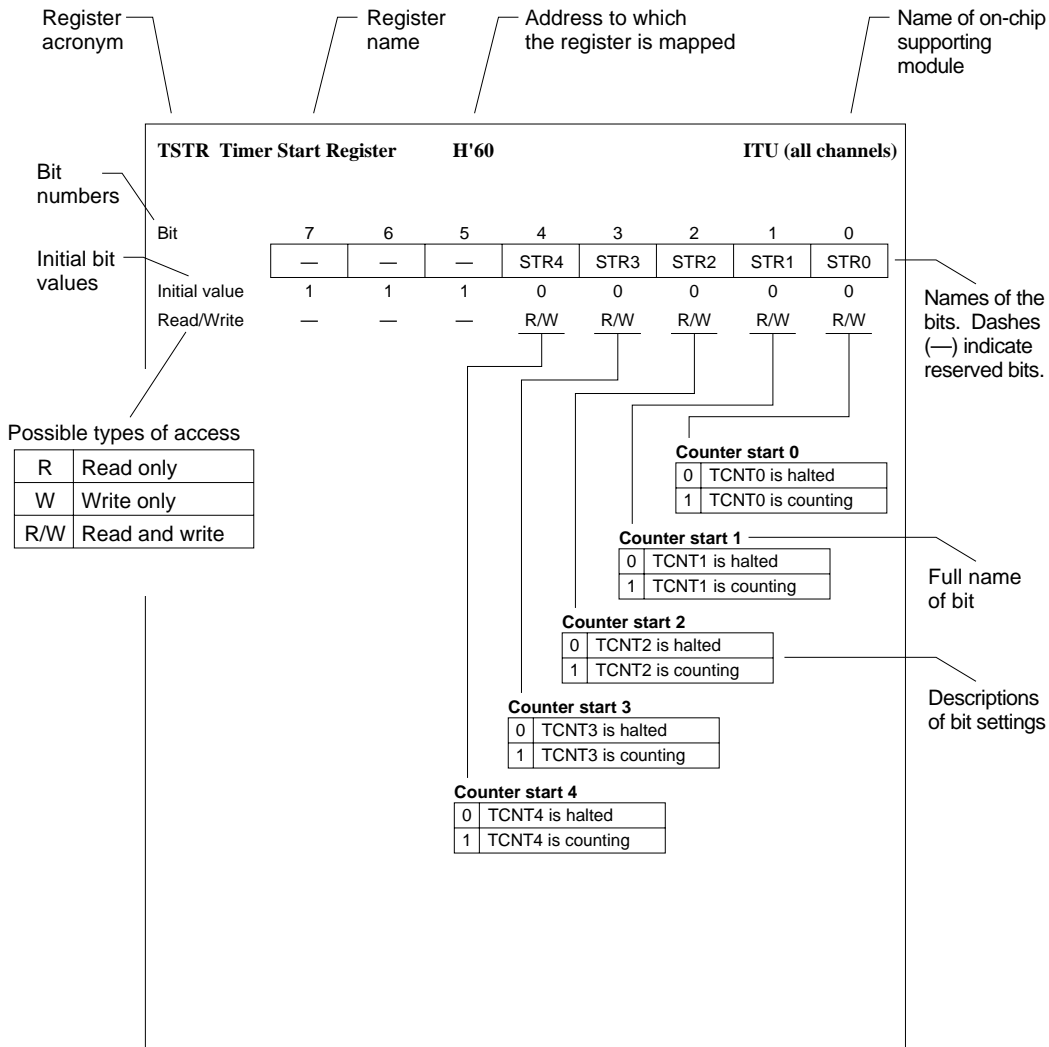 Register
acronym
Register
name
Address to which
the register is mapped
Name of on-chip
supporting
module
TSTR Timer Start Register H'60 ITU (all channels)
Bit
numbers
Bit 7 6 5 4 3 2 1 0
— — — STR4 STR3 STR2 STR1 STR0
Initial bit
values
Initial value 1 1 1 0 0 0 0 0
Read/Write — — — R/W R/W R/W R/W R/W
Names of the
bits. Dashes
(—) indicate
reserved bits.
Possible types of access
R Read only
W Write only
R/W Read and write
Counter start 0
0 TCNT0 is halted
1 TCNT0 is counting
Counter start 1
0 TCNT1 is halted
1 TCNT1 is counting
Full name
of bit
Counter start 2
0 TCNT2 is halted
1 TCNT2 is counting
Descriptions
of bit settings
Counter start 3
0 TCNT3 is halted
1 TCNT3 is counting
Counter start 4
0 TCNT4 is halted
1 TCNT4 is counting